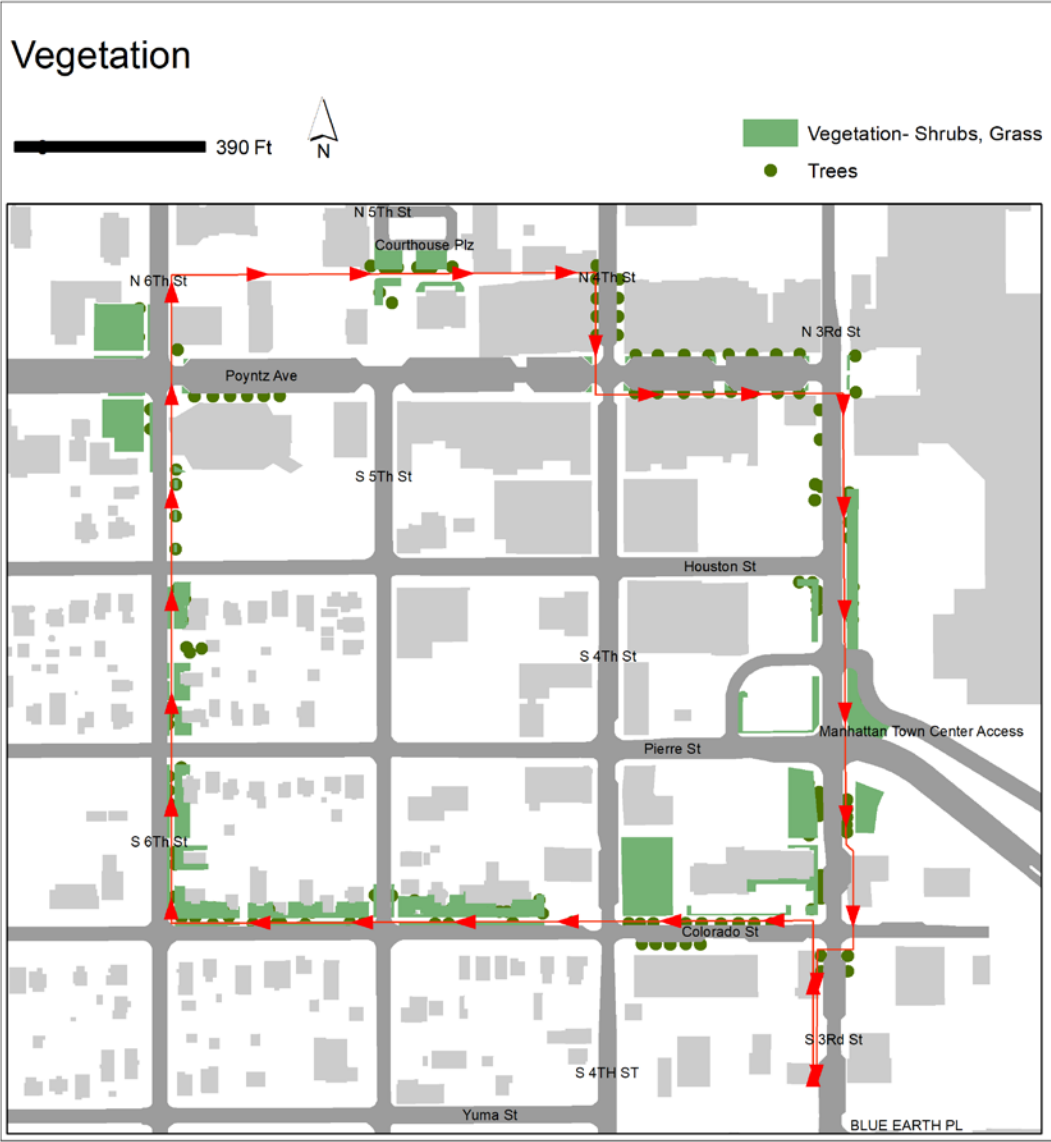 Vegetation
390 Ft
N
Vegetation- Shrubs, Grass
Trees
N 5Th St
Courthouse Plz
N 6Th St
N 4Th St
N 3Rd St
Poyntz Ave
S 5Th St
Houston St
S 4Th St
Manhattan Town Center Access
Pierre St
S 6Th St
Colorado St
S 3Rd St
S 4TH ST
Yuma St
BLUE EARTH PL